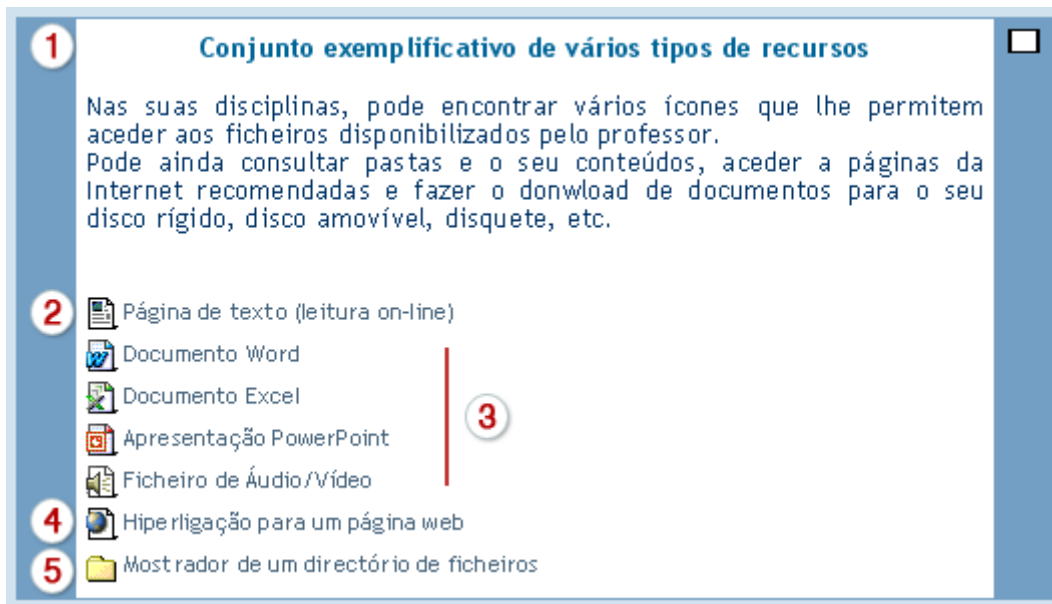 1 Conjunto exemplificativo de vários tipos de recursos
Nas suas disciplinas, pode encontrar vários ícones que lhe permitem
aceder aos ficheiros disponibilizados pelo professor.
Pode ainda consultar pastas e o seu conteúdos, aceder a páginas da
Internet recomendadas e fazer o donwload de documentos para o seu
disco rígido, disco amovível, disquete, etc.
2 Página de texto (leitura on-line)
Documento Word
Documento Excel
3
Apresentação PowerPoint
Ficheiro de Áudio/Vídeo
4 Hiperligação para um página web
5 Mostrador de um directório de ficheiros